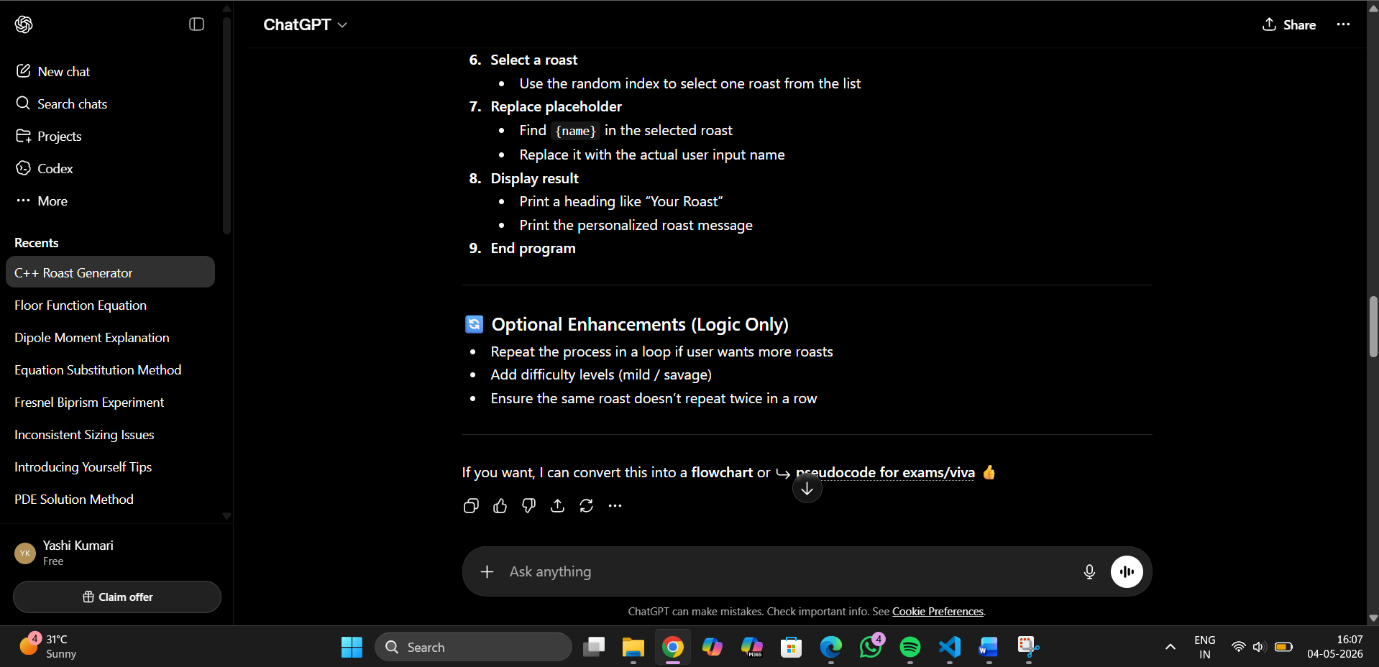 ChatGPT
Share
New chat
Search chats
Projects
Codex
More
Recents
C++ Roast Generator
Floor Function Equation
Dipole Moment Explanation
Equation Substitution Method
Fresnel Biprism Experiment
Inconsistent Sizing Issues
Introducing Yourself Tips
PDE Solution Method
YK
Yashi Kumari
Free
Claim offer
6. Select a roast
• Use the random index to select one roast from the list
7. Replace placeholder
• Find {name} in the selected roast
• Replace it with the actual user input name
8. Display result
• Print a heading like “Your Roast”
• Print the personalized roast message
9. End program
Optional Enhancements (Logic Only)
• Repeat the process in a loop if user wants more roasts
• Add difficulty levels (mild / savage)
• Ensure the same roast doesn’t repeat twice in a row
If you want, I can convert this into a flowchart or pseudocode for exams/viva 👍
Ask anything
ChatGPT can make mistakes. Check important info. See Cookie Preferences.
4
31°C
Sunny
Search
M365
4
W
ENG
IN
16:07
04-05-2026